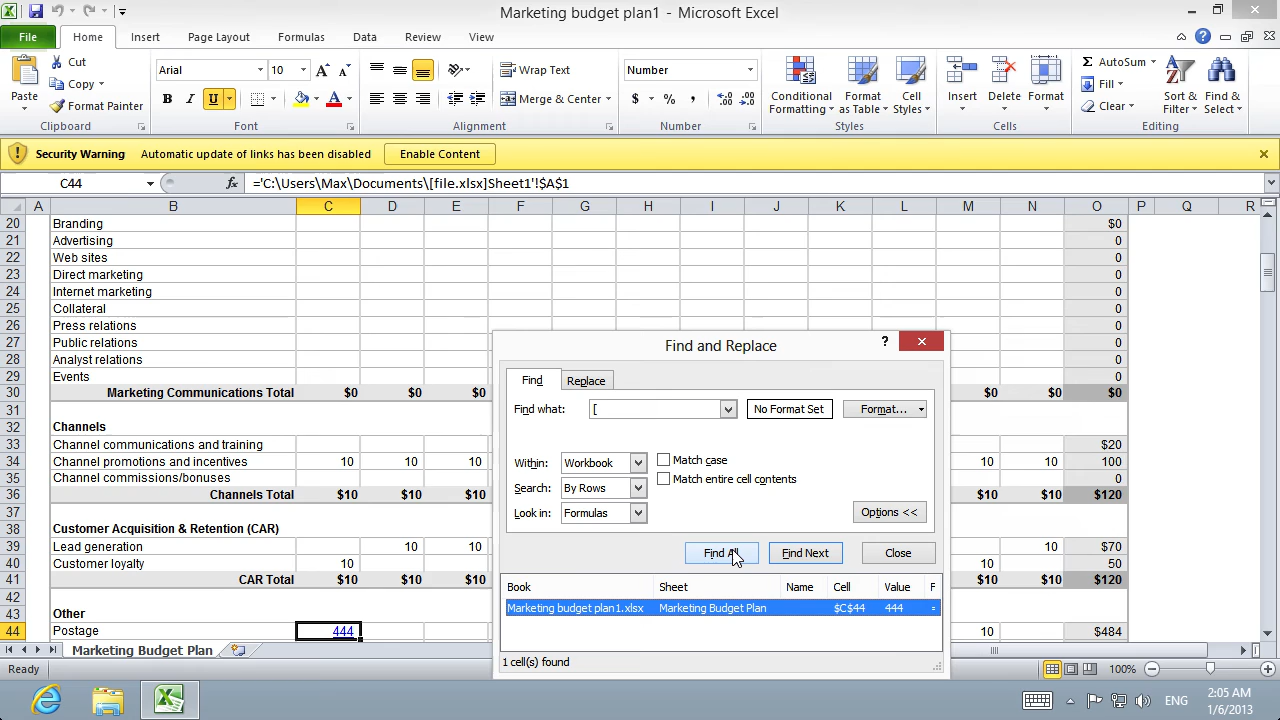 Marketing budget plan1 - Microsoft Excel
File Home Insert Page Layout Formulas Data Review View
Paste Cut Copy Format Painter
Clipboard
Arial 10 A A
B I U A
Font
Wrap Text
Merge & Center
Alignment
Number
$ % ,
Number
Conditional Formatting Format as Table Cell Styles
Styles
Insert Delete Format
Cells
AutoSum Fill Clear Sort & Filter Find & Select
Editing
Security Warning Automatic update of links has been disabled Enable Content
C44 fx ='C:\Users\Max\Documents\[file.xlsx]Sheet1'!$A$1
A B C D E F G H I J K L M N O P Q R
20 Branding $0
21 Advertising 0
22 Web sites 0
23 Direct marketing 0
24 Internet marketing 0
25 Collateral 0
26 Press relations 0
27 Public relations 0
28 Analyst relations 0
29 Events 0
30 Marketing Communications Total $0 $0 $0 $0 $0 $0
31
32 Channels
33 Channel communications and training $20
34 Channel promotions and incentives 10 10 10 10 10 100
35 Channel commissions/bonuses 0
36 Channels Total $10 $10 $10 $10 $10 $120
37
38 Customer Acquisition & Retention (CAR)
39 Lead generation 10 10 10 $70
40 Customer loyalty 10 50
41 CAR Total $10 $10 $10 $10 $10 $120
42
43 Other
44 Postage 444 10 $484
Find and Replace
?
Find Replace
Find what: [ No Format Set Format...
Within: Workbook Match case
Search: By Rows Match entire cell contents
Look in: Formulas Options <<
Find All Find Next Close
Book Sheet Name Cell Value F
Marketing budget plan1.xlsx Marketing Budget Plan $C$44 444 =
1 cell(s) found
Marketing Budget Plan
Ready 100%
ENG 2:05 AM
1/6/2013